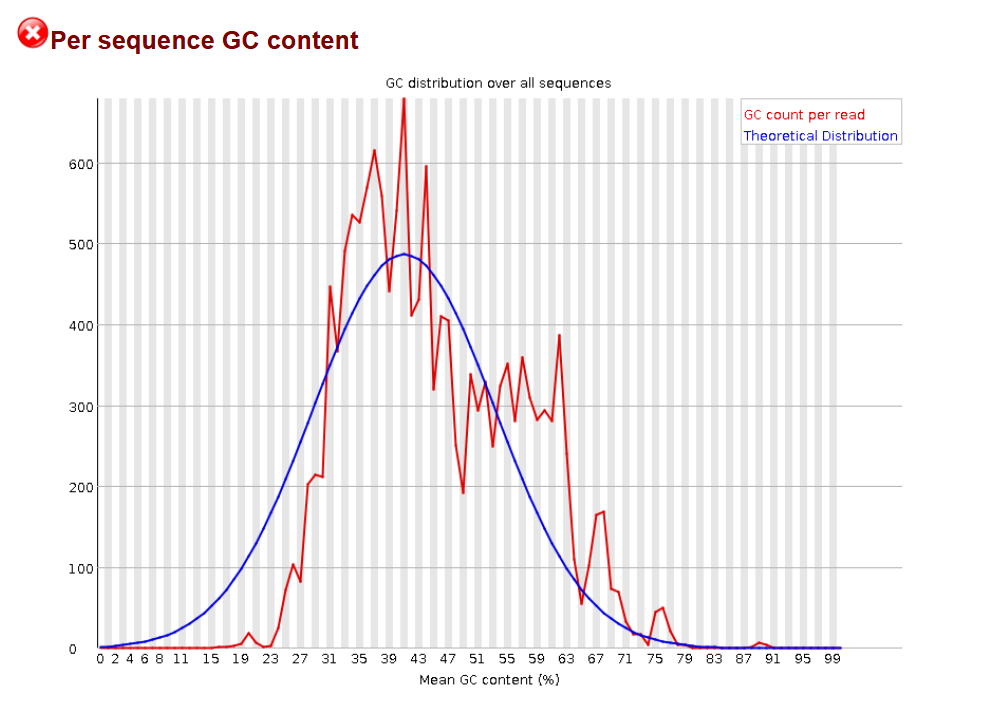 Per sequence GC content
GC distribution over all sequences
GC count per read
Theoretical Distribution
600
500
400
300
200
100
0
0 2 4 6 8 11 15 19 23 27 31 35 39 43 47 51 55 59 63 67 71 75 79 83 87 91 95 99
Mean GC content (%)